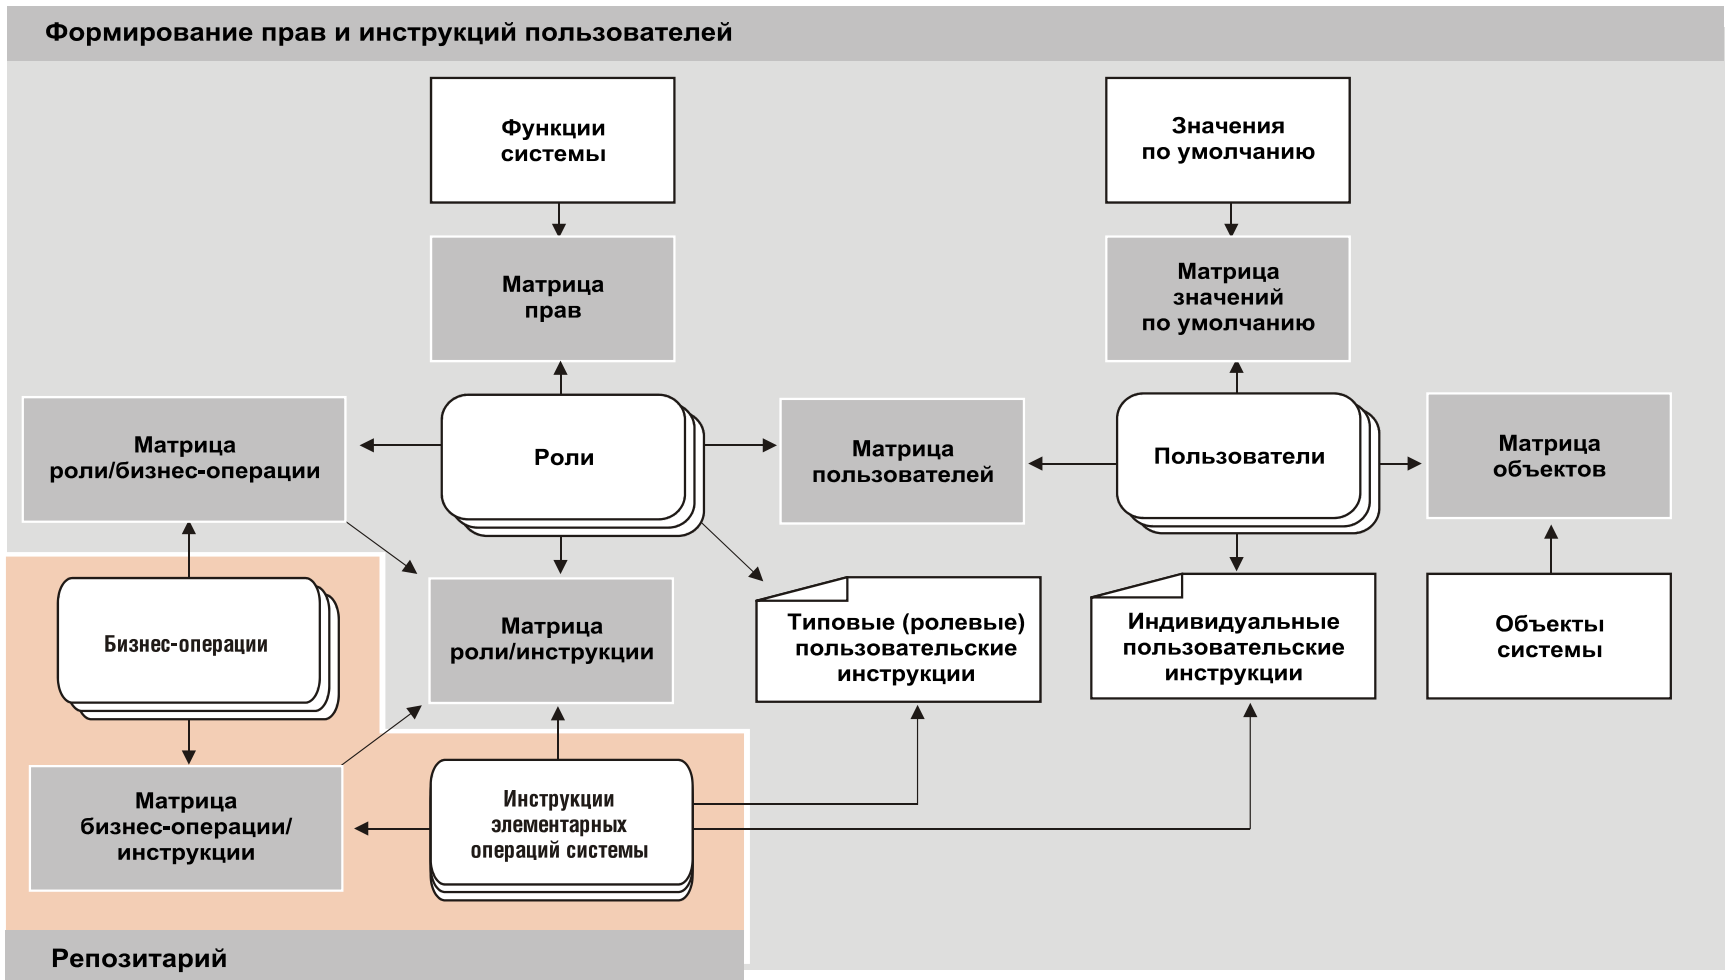 Формирование прав и инструкций пользователей
Функции
системы
Значения
по умолчанию
Матрица
прав
Матрица
значений
по умолчанию
Матрица
роли/бизнес-операции
Роли
Матрица
пользователей
Пользователи
Матрица
объектов
Бизнес-операции
Матрица
роли/инструкции
Типовые (ролевые)
пользовательские
инструкции
Индивидуальные
пользовательские
инструкции
Объекты
системы
Матрица
бизнес-операции/
инструкции
Инструкции
элементарных
операций системы
Репозитарий